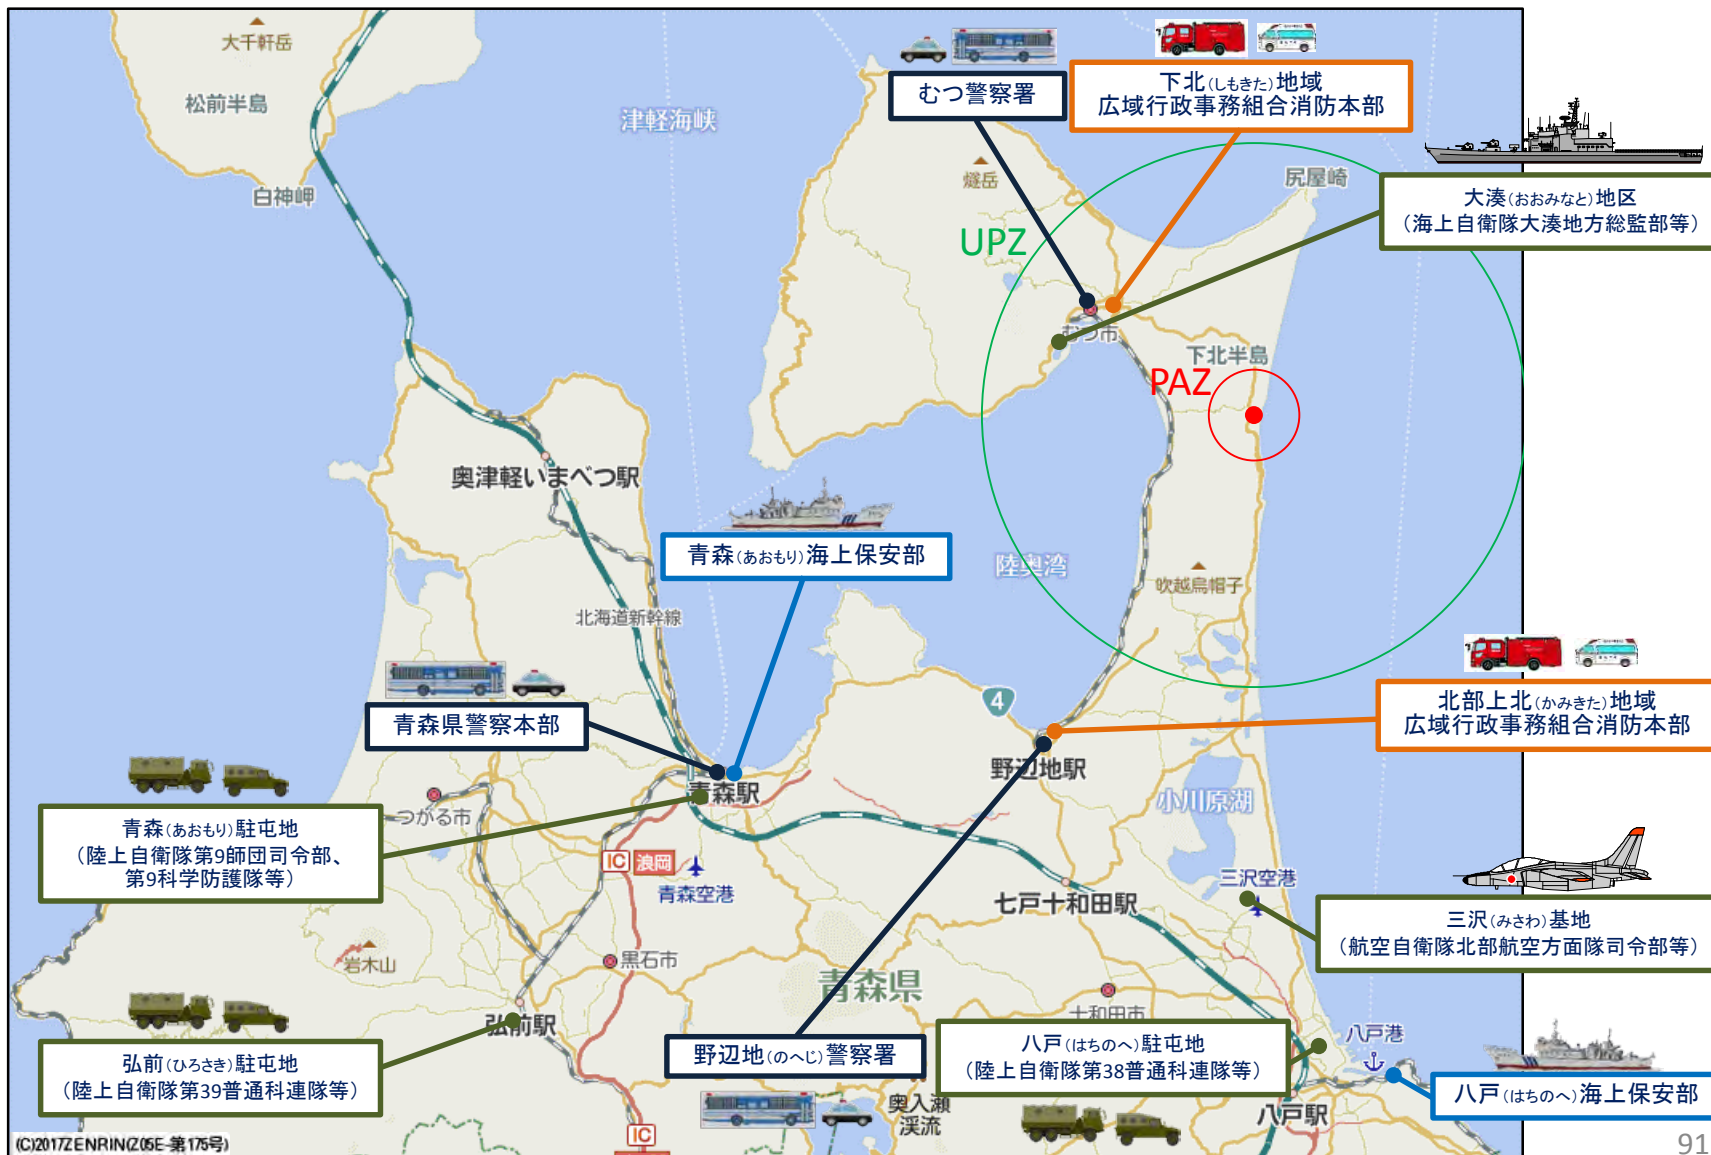 大千軒岳
松前半島
津軽海峡
白神岬
むつ警察署
下北(しもきた)地域
広域行政事務組合消防本部
燧岳
尻屋崎
大湊(おおみなと)地区
(海上自衛隊大湊地方総監部等)
UPZ
むつ市
下北半島
PAZ
奥津軽いまべつ駅
青森(あおもり)海上保安部
陸奥湾
吹越烏帽子
北海道新幹線
4
北部上北(かみきた)地域
広域行政事務組合消防本部
青森県警察本部
野辺地駅
青森駅
小川原湖
つがる市
青森(あおもり)駐屯地
(陸上自衛隊第9師団司令部、
第9科学防護隊等)
IC 浪岡
青森空港
三沢空港
七戸十和田駅
三沢(みさわ)基地
(航空自衛隊北部航空方面隊司令部等)
岩木山
黒石市
青森県
十和田市
弘前駅
八戸港
弘前(ひろさき)駐屯地
(陸上自衛隊第39普通科連隊等)
野辺地(のへじ)警察署
八戸(はちのへ)駐屯地
(陸上自衛隊第38普通科連隊等)
八戸(はちのへ)海上保安部
奥入瀬
渓流
八戸駅
IC
(C)2017ZENRIN(Z05E-第175号)
91